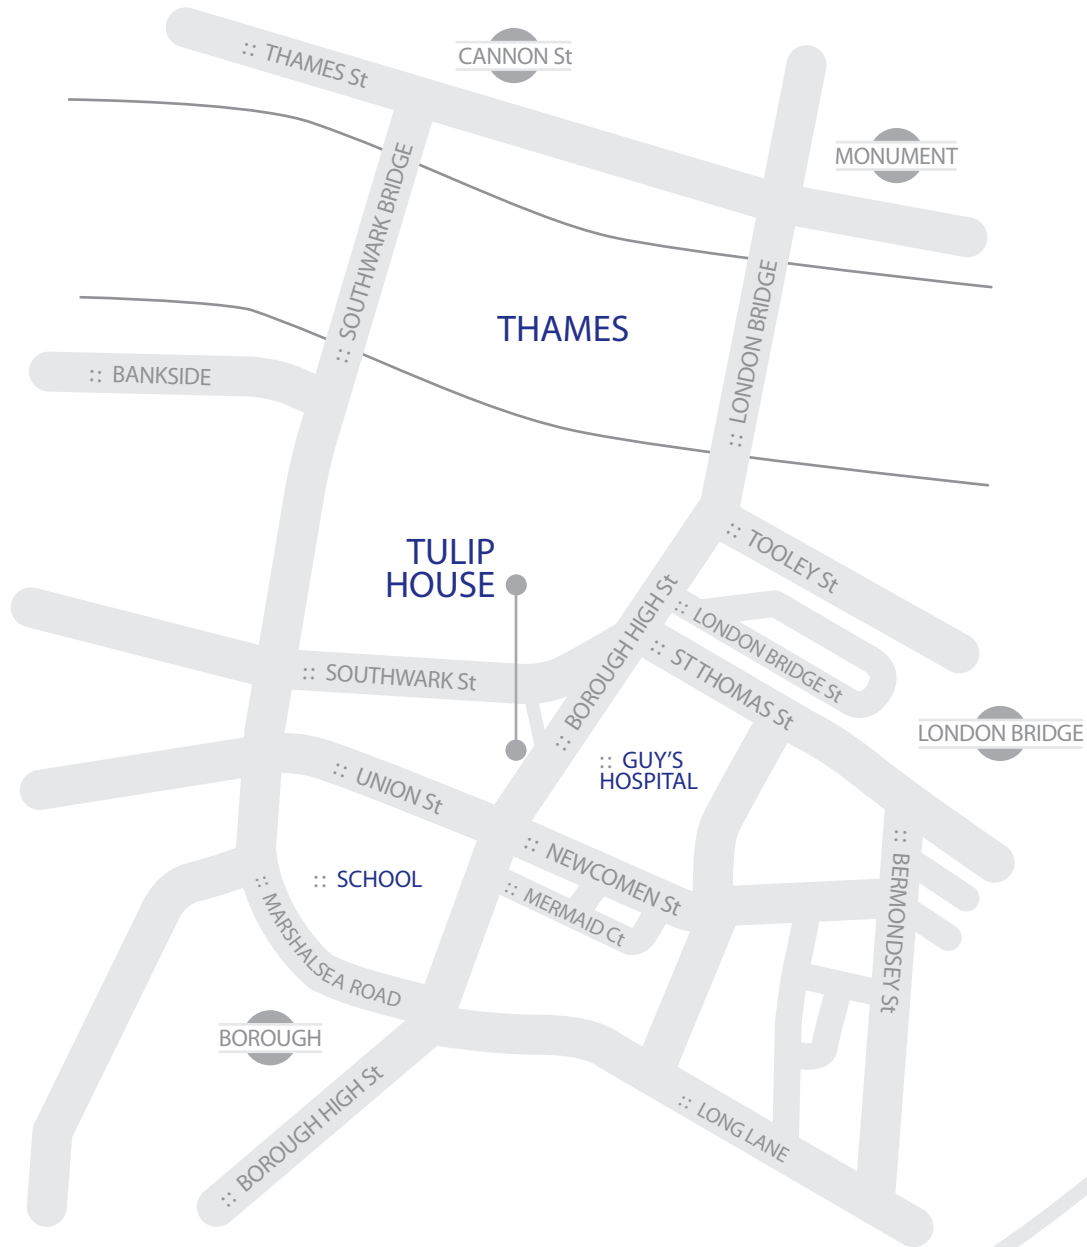 CANNON St
:: THAMES St
MONUMENT
:: SOUTHWARK BRIDGE
:: LONDON BRIDGE
THAMES
:: BANKSIDE
TULIP
HOUSE
:: TOOLEY St
:: BOROUGH HIGH St
:: LONDON BRIDGE St
:: ST THOMAS St
:: SOUTHWARK St
LONDON BRIDGE
:: GUY'S
HOSPITAL
:: UNION St
:: NEWCOMEN St
:: BERMONDSEY St
:: SCHOOL
:: MERMAID Ct
:: MARSHALSEA ROAD
BOROUGH
:: BOROUGH HIGH St
:: LONG LANE